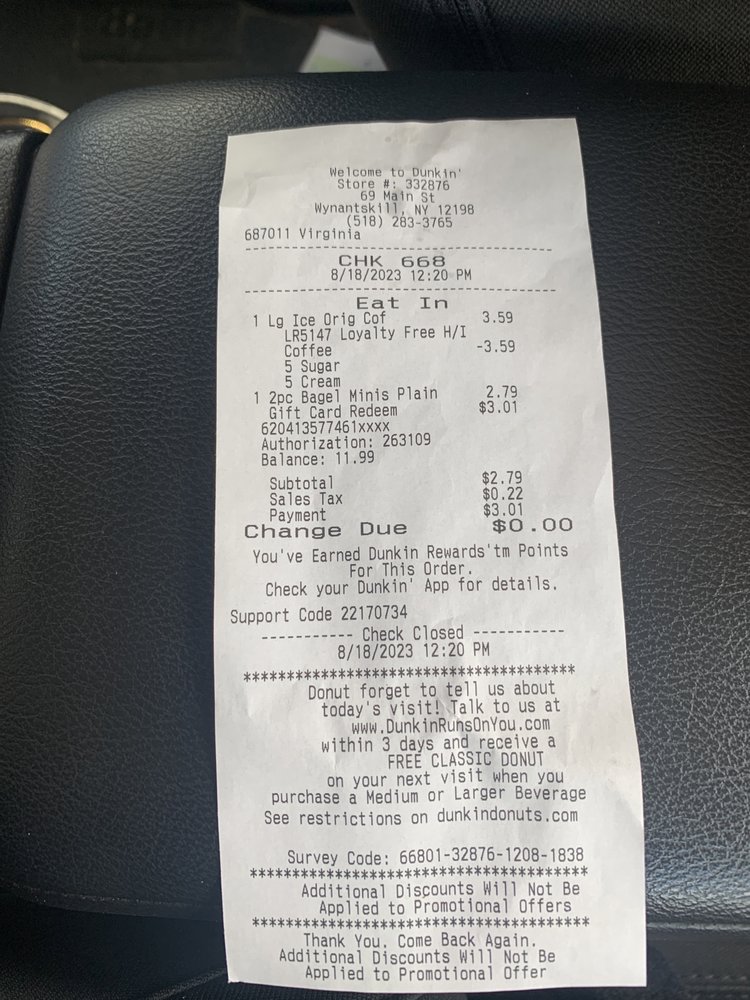 Welcome to Dunkin'
Store #: 332876
69 Main St
Wynantskill, NY 12198
(518) 283-3765
687011 Virginia
CHK 668
8/18/2023 12:20 PM
Eat In
1 Lg Ice Orig Cof 3.59
LR5147 Loyalty Free H/I
Coffee -3.59
5 Sugar
5 Cream
1 2pc Bagel Minis Plain 2.79
Gift Card Redeem $3.01
620413577461xxxx
Authorization: 263109
Balance: 11.99
Subtotal $2.79
Sales Tax $0.22
Payment $3.01
Change Due $0.00
You've Earned Dunkin Rewards'tm Points
For This Order.
Check your Dunkin' App for details.
Support Code 22170734
----------- Check Closed -----------
8/18/2023 12:20 PM
***************************************
Donut forget to tell us about
today's visit! Talk to us at
www.DunkinRunsOnYou.com
within 3 days and receive a
FREE CLASSIC DONUT
on your next visit when you
purchase a Medium or Larger Beverage
See restrictions on dunkindonuts.com
Survey Code: 66801-32876-1208-1838
***************************************
Additional Discounts Will Not Be
Applied to Promotional Offers
***************************************
Thank You. Come Back Again.
Additional Discounts Will Not Be
Applied to Promotional Offer